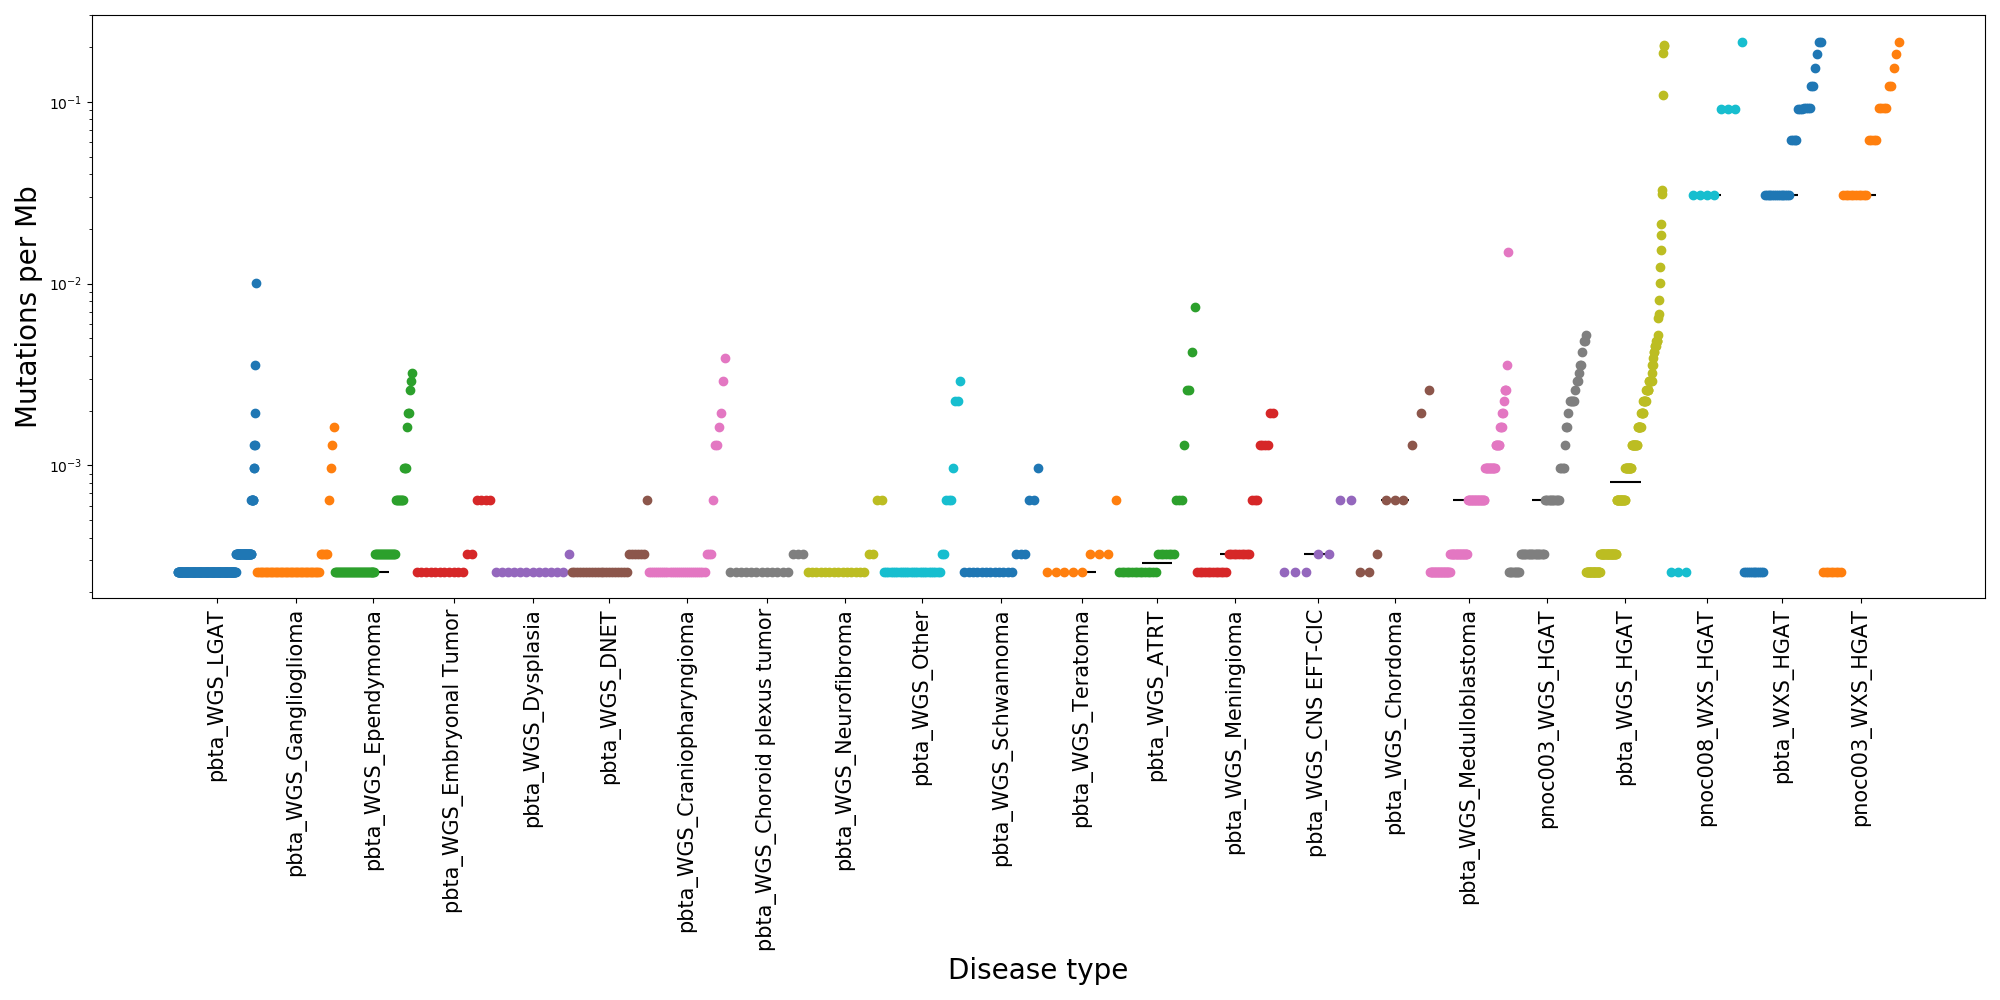 Mutations per Mb
10⁻¹
10⁻²
10⁻³
pbta_WGS_LGAT
pbta_WGS_Ganglioglioma
pbta_WGS_Ependymoma
pbta_WGS_Embryonal Tumor
pbta_WGS_Dysplasia
pbta_WGS_DNET
pbta_WGS_Craniopharyngioma
pbta_WGS_Choroid plexus tumor
pbta_WGS_Neurofibroma
pbta_WGS_Other
pbta_WGS_Schwannoma
pbta_WGS_Teratoma
pbta_WGS_ATRT
pbta_WGS_Meningioma
pbta_WGS_CNS EFT-CIC
pbta_WGS_Chordoma
pbta_WGS_Medulloblastoma
pnoc003_WGS_HGAT
pbta_WGS_HGAT
pnoc008_WXS_HGAT
pbta_WXS_HGAT
pnoc003_WXS_HGAT
Disease type